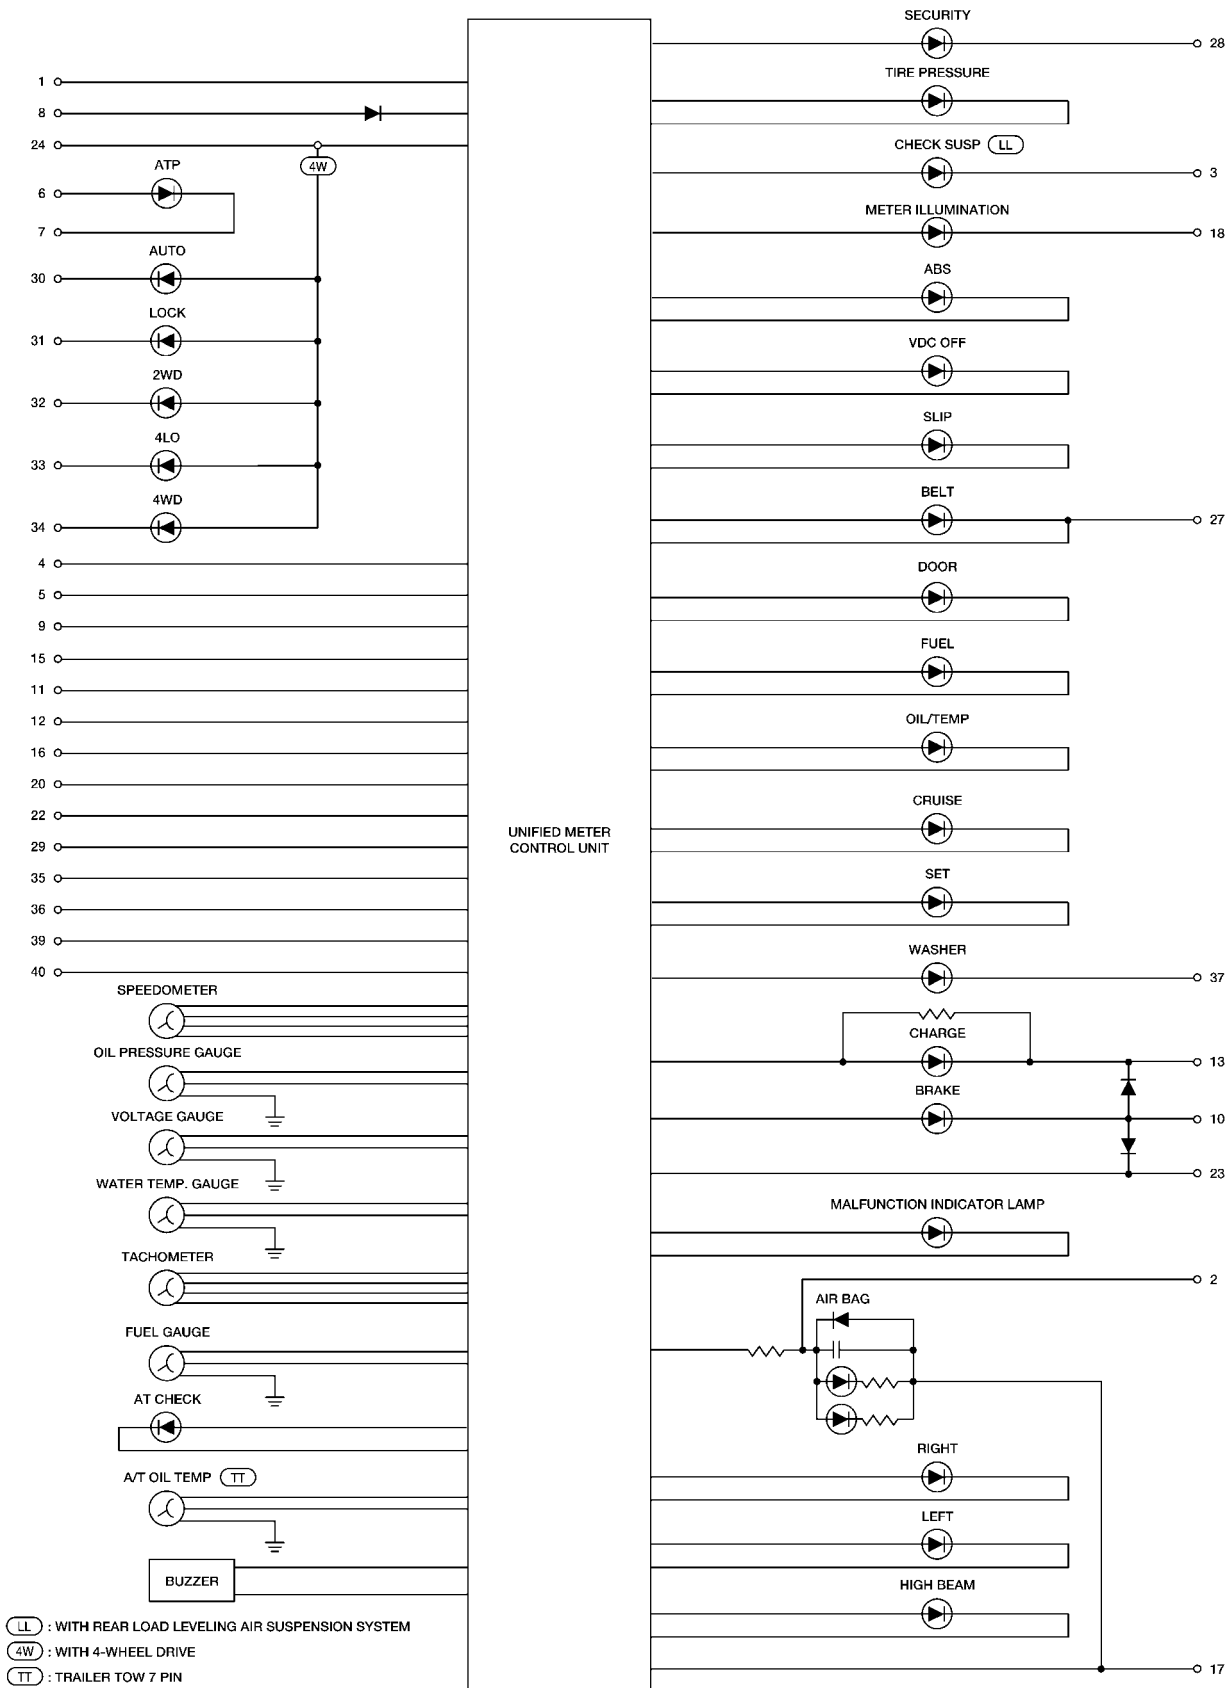 SECURITY
28
TIRE PRESSURE
1
8
24
4W
CHECK SUSP LL
3
ATP
6
7
METER ILLUMINATION
18
AUTO
30
ABS
LOCK
31
VDC OFF
2WD
32
SLIP
4LO
33
BELT
27
4WD
34
4
DOOR
5
9
FUEL
15
11
OIL/TEMP
12
16
20
CRUISE
22
UNIFIED METER
CONTROL UNIT
29
SET
35
36
39
WASHER
37
40
SPEEDOMETER
CHARGE
13
OIL PRESSURE GAUGE
BRAKE
10
VOLTAGE GAUGE
23
WATER TEMP. GAUGE
MALFUNCTION INDICATOR LAMP
TACHOMETER
2
AIR BAG
FUEL GAUGE
AT CHECK
RIGHT
A/T OIL TEMP TT
LEFT
BUZZER
HIGH BEAM
LL : WITH REAR LOAD LEVELING AIR SUSPENSION SYSTEM
4W : WITH 4-WHEEL DRIVE
17
TT : TRAILER TOW 7 PIN